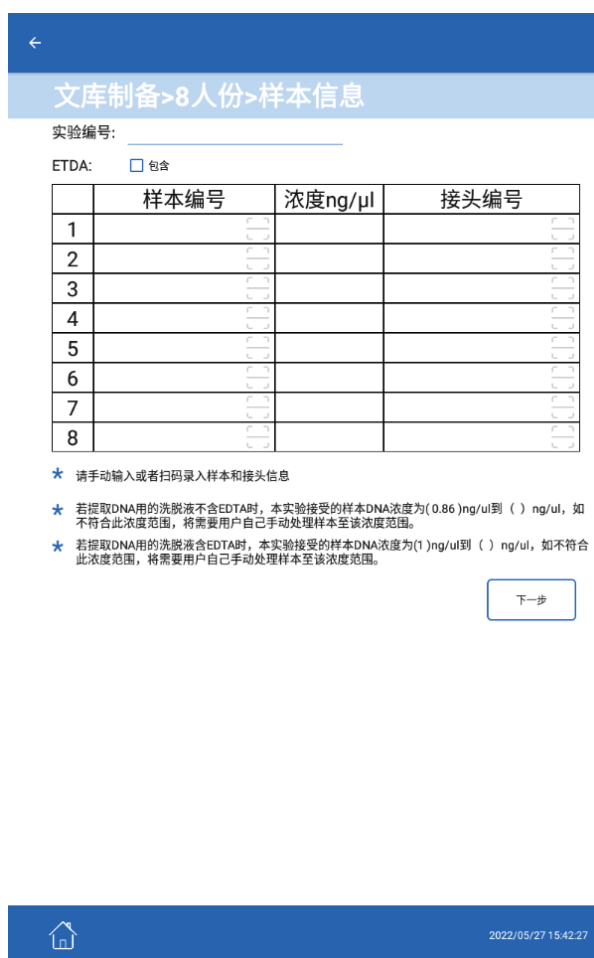 文库制备>8人份>样本信息
实验编号:
ETDA: 包含
样本编号 浓度ng/µl 接头编号
1
2
3
4
5
6
7
8
* 请手动输入或者扫码录入样本和接头信息
* 若提取DNA用的洗脱液不含EDTA时，本实验接受的样本DNA浓度为( 0.86 )ng/ul到（ ）ng/ul，如
不符合此浓度范围，将需要用户自己手动处理样本至该浓度范围。
* 若提取DNA用的洗脱液含EDTA时，本实验接受的样本DNA浓度为(1 )ng/ul到（ ）ng/ul，如不符合
此浓度范围，将需要用户自己手动处理样本至该浓度范围。
下一步
2022/05/27 15:42:27